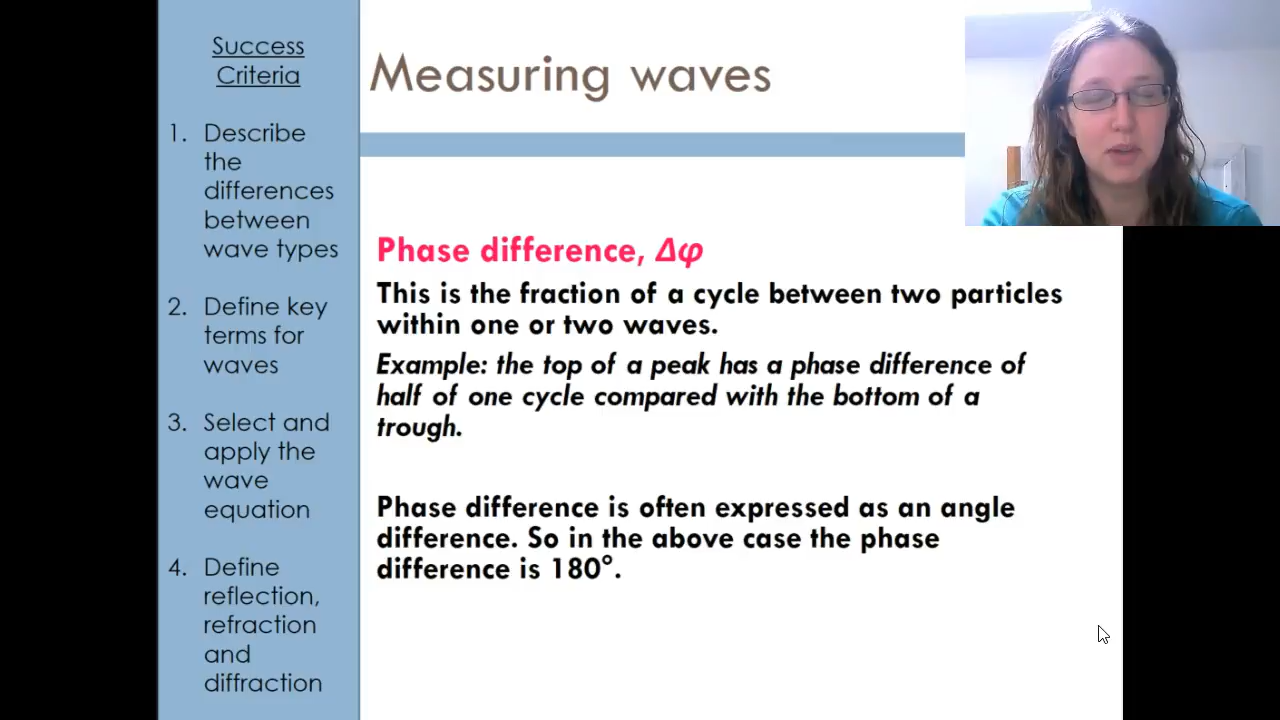 Success
Criteria
1. Describe
the
differences
between
wave types
2. Define key
terms for
waves
3. Select and
apply the
wave
equation
4. Define
reflection,
refraction
and
diffraction
Measuring waves
Phase difference, Δφ
This is the fraction of a cycle between two particles
within one or two waves.
Example: the top of a peak has a phase difference of
half of one cycle compared with the bottom of a
trough.
Phase difference is often expressed as an angle
difference. So in the above case the phase
difference is 180°.